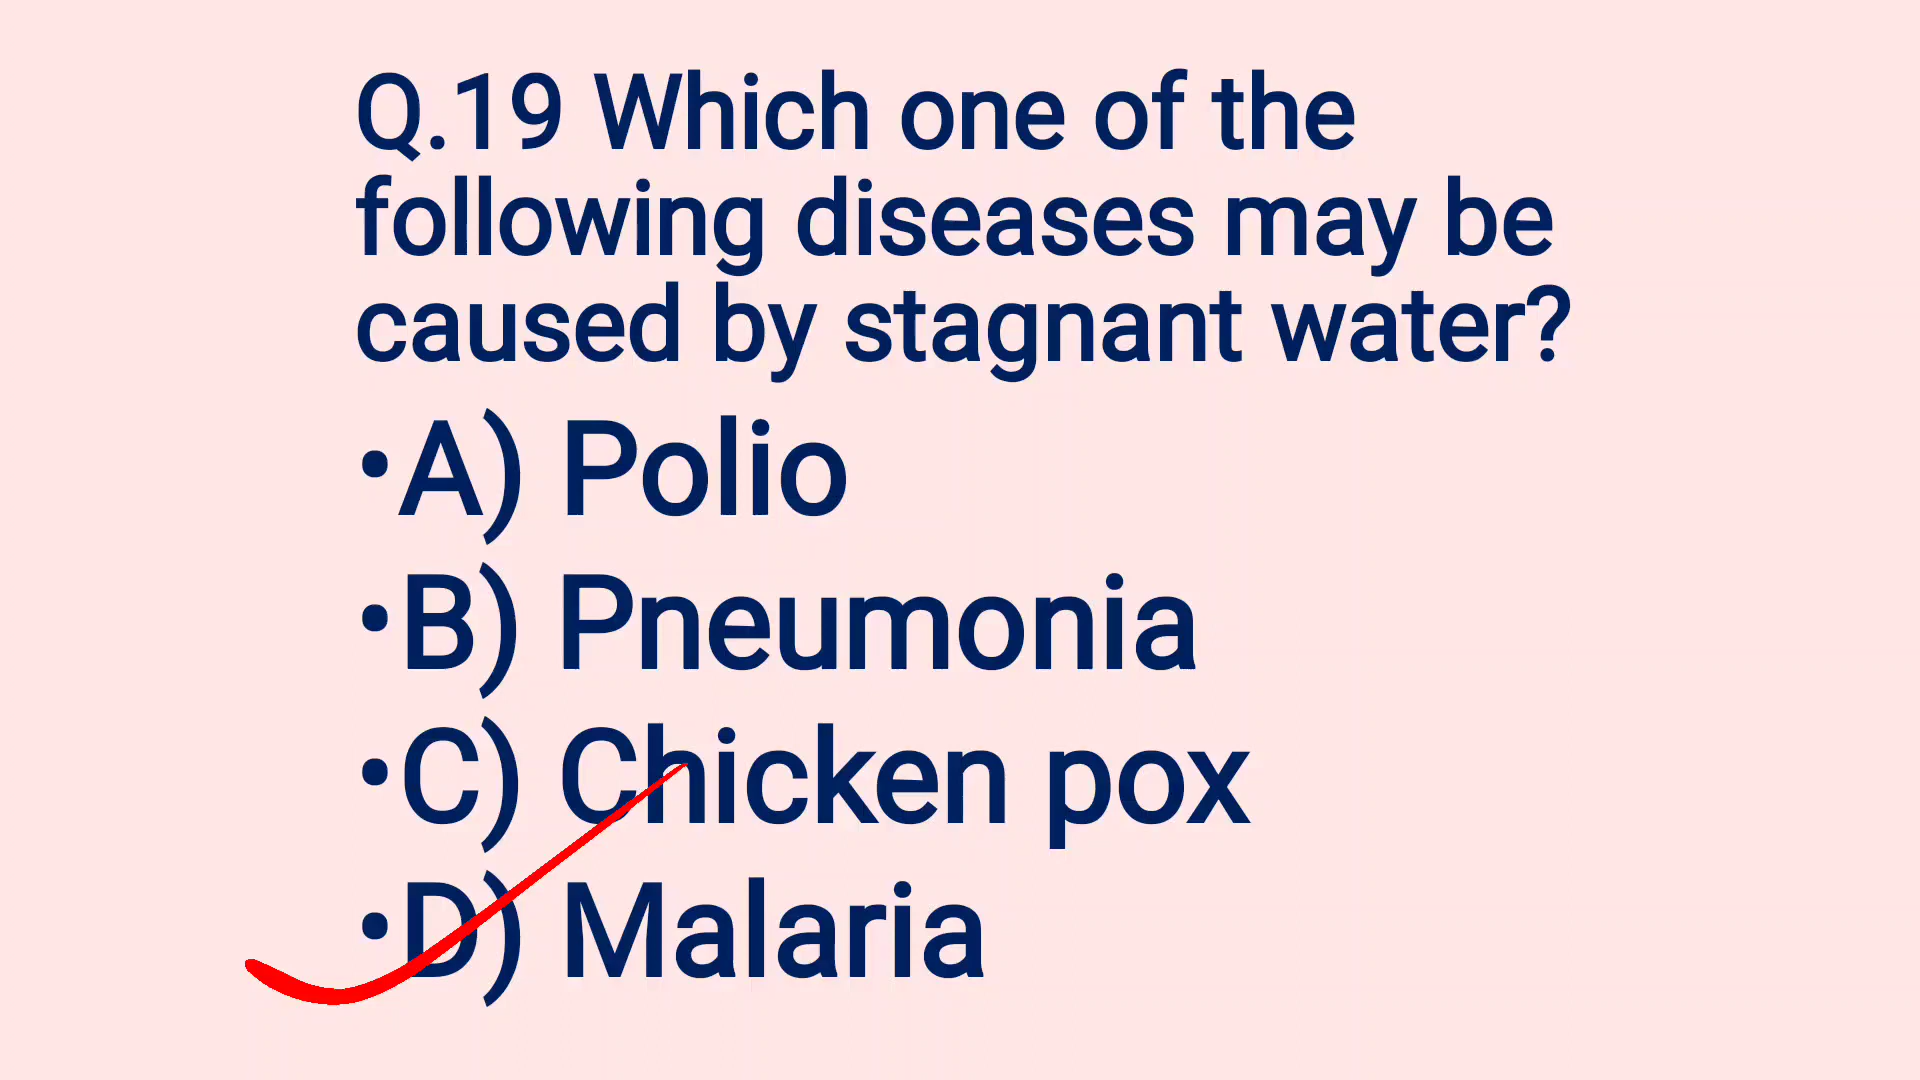 Q.19 Which one of the
following diseases may be
caused by stagnant water?
•A) Polio
•B) Pneumonia
•C) Chicken pox
•D) Malaria